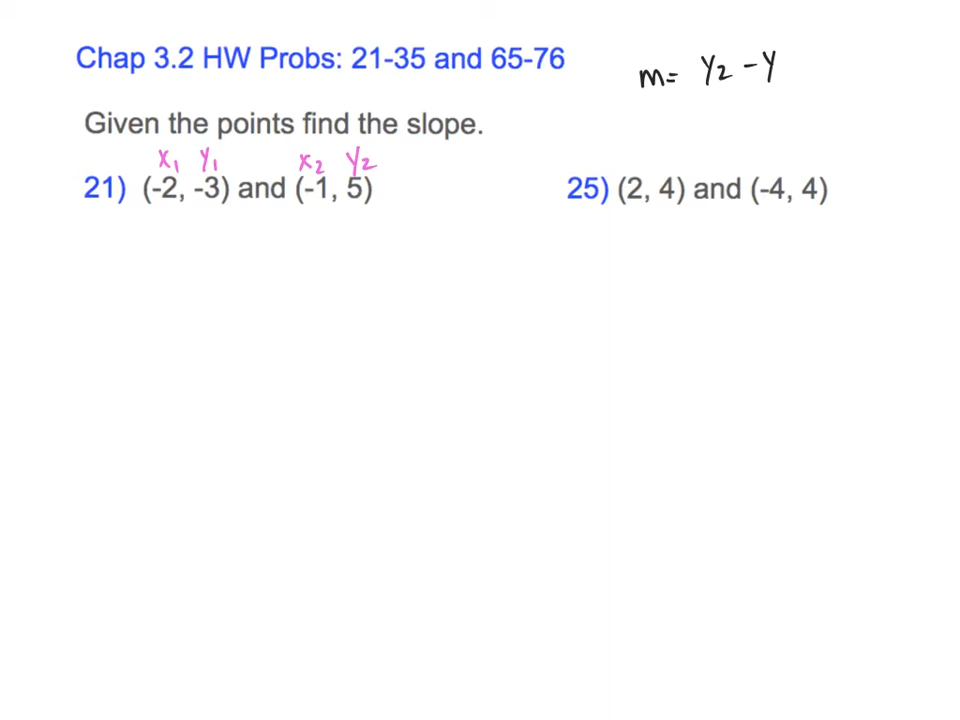 Chap 3.2 HW Probs: 21-35 and 65-76
m= y2 - y
Given the points find the slope.
x1 y1 x2 y2
21) (-2, -3) and (-1, 5)
25) (2, 4) and (-4, 4)